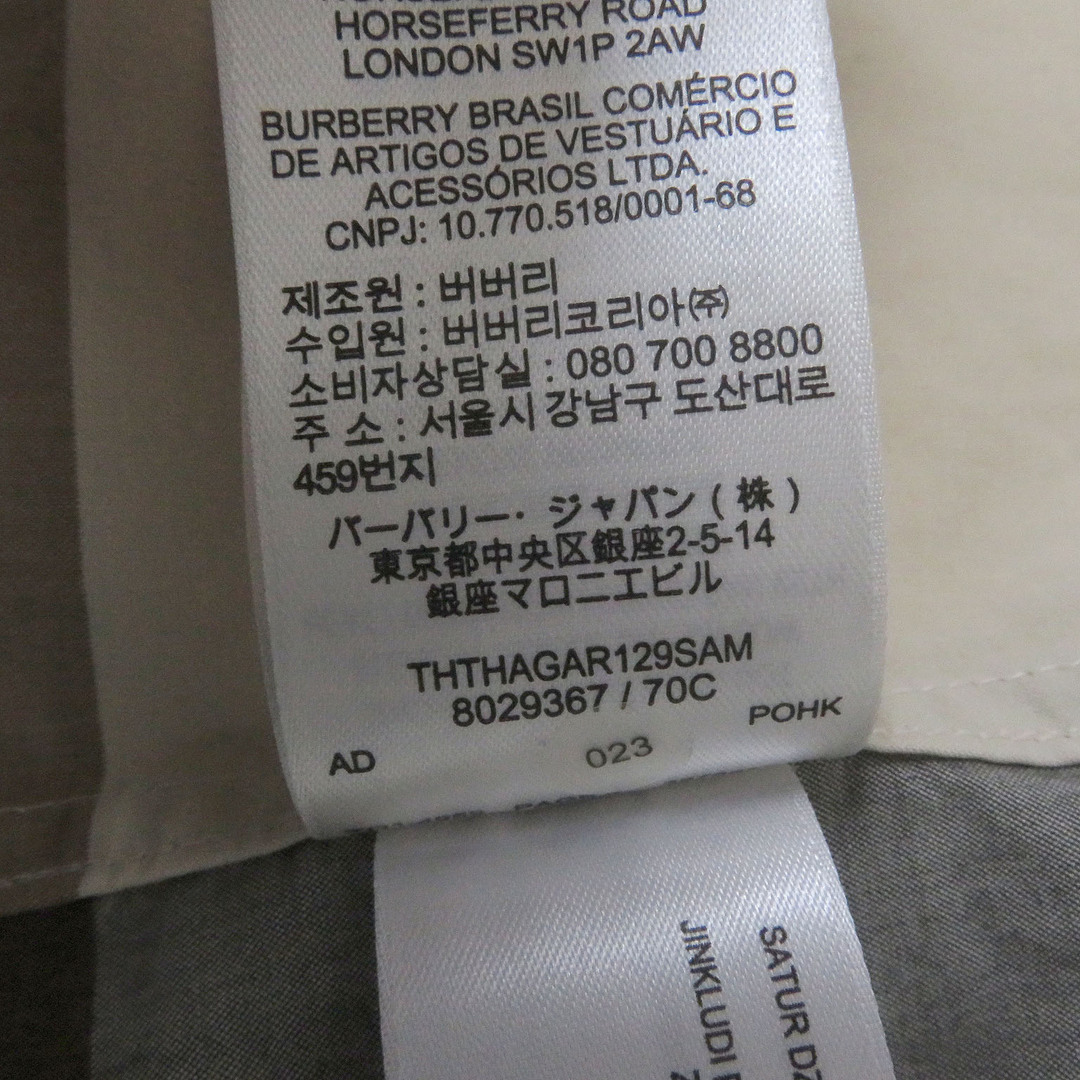 HORSEFERRY ROAD
LONDON SW1P 2AW
BURBERRY BRASIL COMÉRCIO
DE ARTIGOS DE VESTUÁRIO E
ACESSÓRIOS LTDA.
CNPJ: 10.770.518/0001-68
제조원 : 버버리
수입원 : 버버리코리아㈜
소비자상담실 : 080 700 8800
주 소 : 서울시 강남구 도산대로
459번지
バーバリー・ジャパン ( 株 )
東京都中央区銀座2-5-14
銀座マロニエビル
THTHAGAR129SAM
8029367 / 70C
AD 023 POHK
SATUR
JINKLUDI